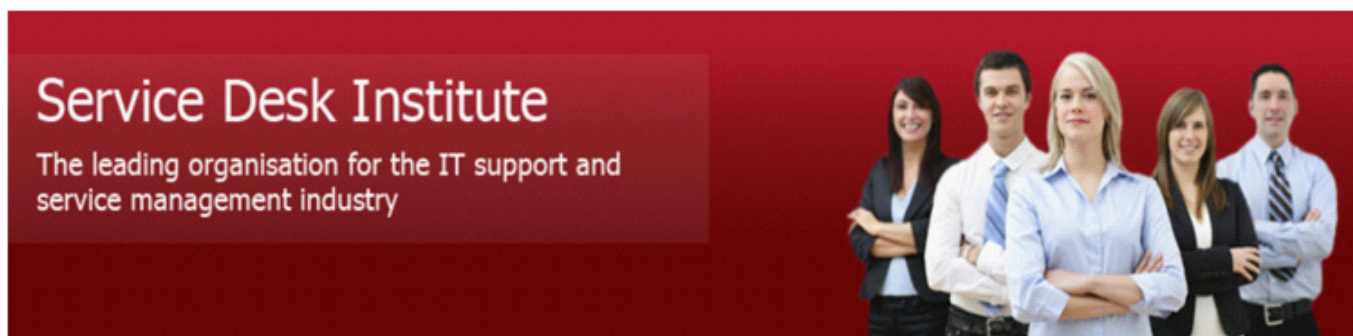 Service Desk Institute
The leading organisation for the IT support and
service management industry